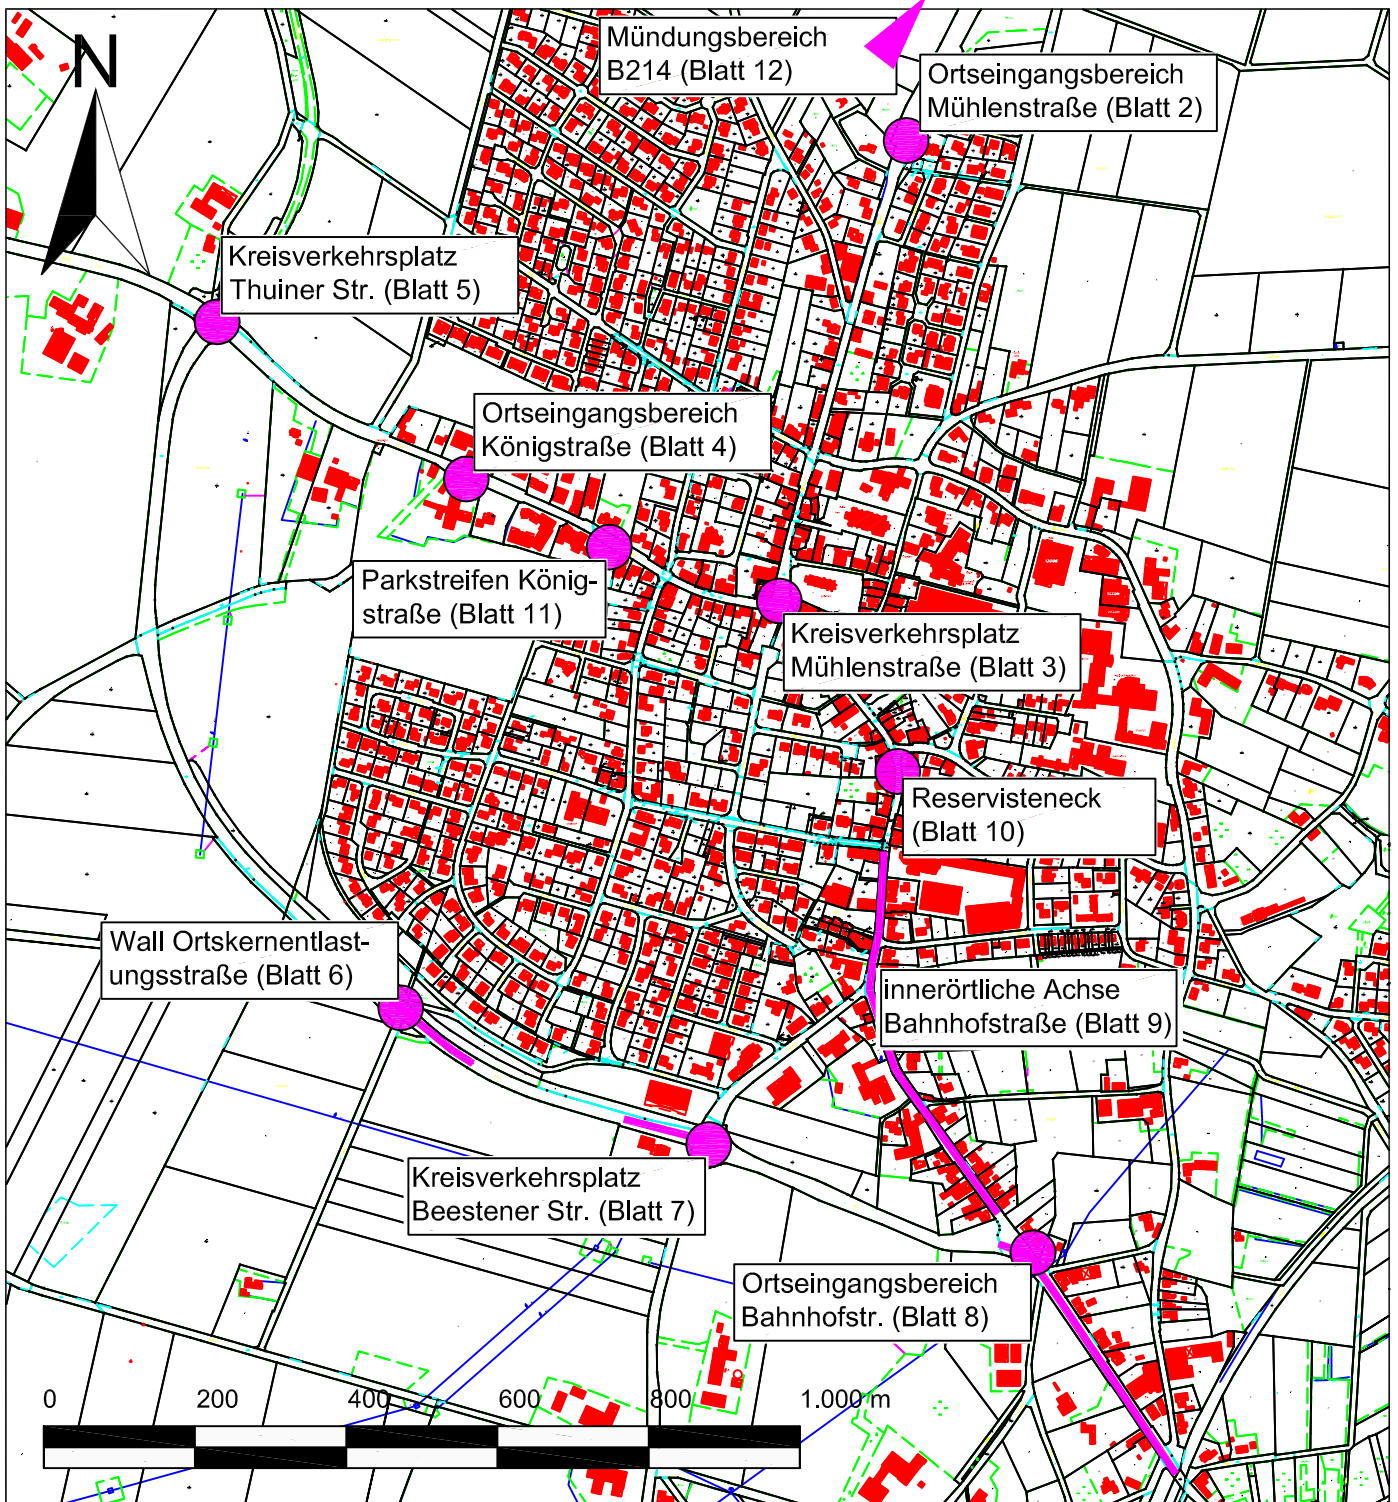 Mündungsbereich
B214 (Blatt 12)
N
Ortseingangsbereich
Mühlenstraße (Blatt 2)
Kreisverkehrsplatz
Thuiner Str. (Blatt 5)
Ortseingangsbereich
Königstraße (Blatt 4)
Parkstreifen König-
straße (Blatt 11)
Kreisverkehrsplatz
Mühlenstraße (Blatt 3)
Reservisteneck
(Blatt 10)
Wall Ortskernentlast-
ungsstraße (Blatt 6)
innerörtliche Achse
Bahnhofstraße (Blatt 9)
Kreisverkehrsplatz
Beestener Str. (Blatt 7)
Ortseingangsbereich
Bahnhofstr. (Blatt 8)
0 200 400 600 800 1.000m